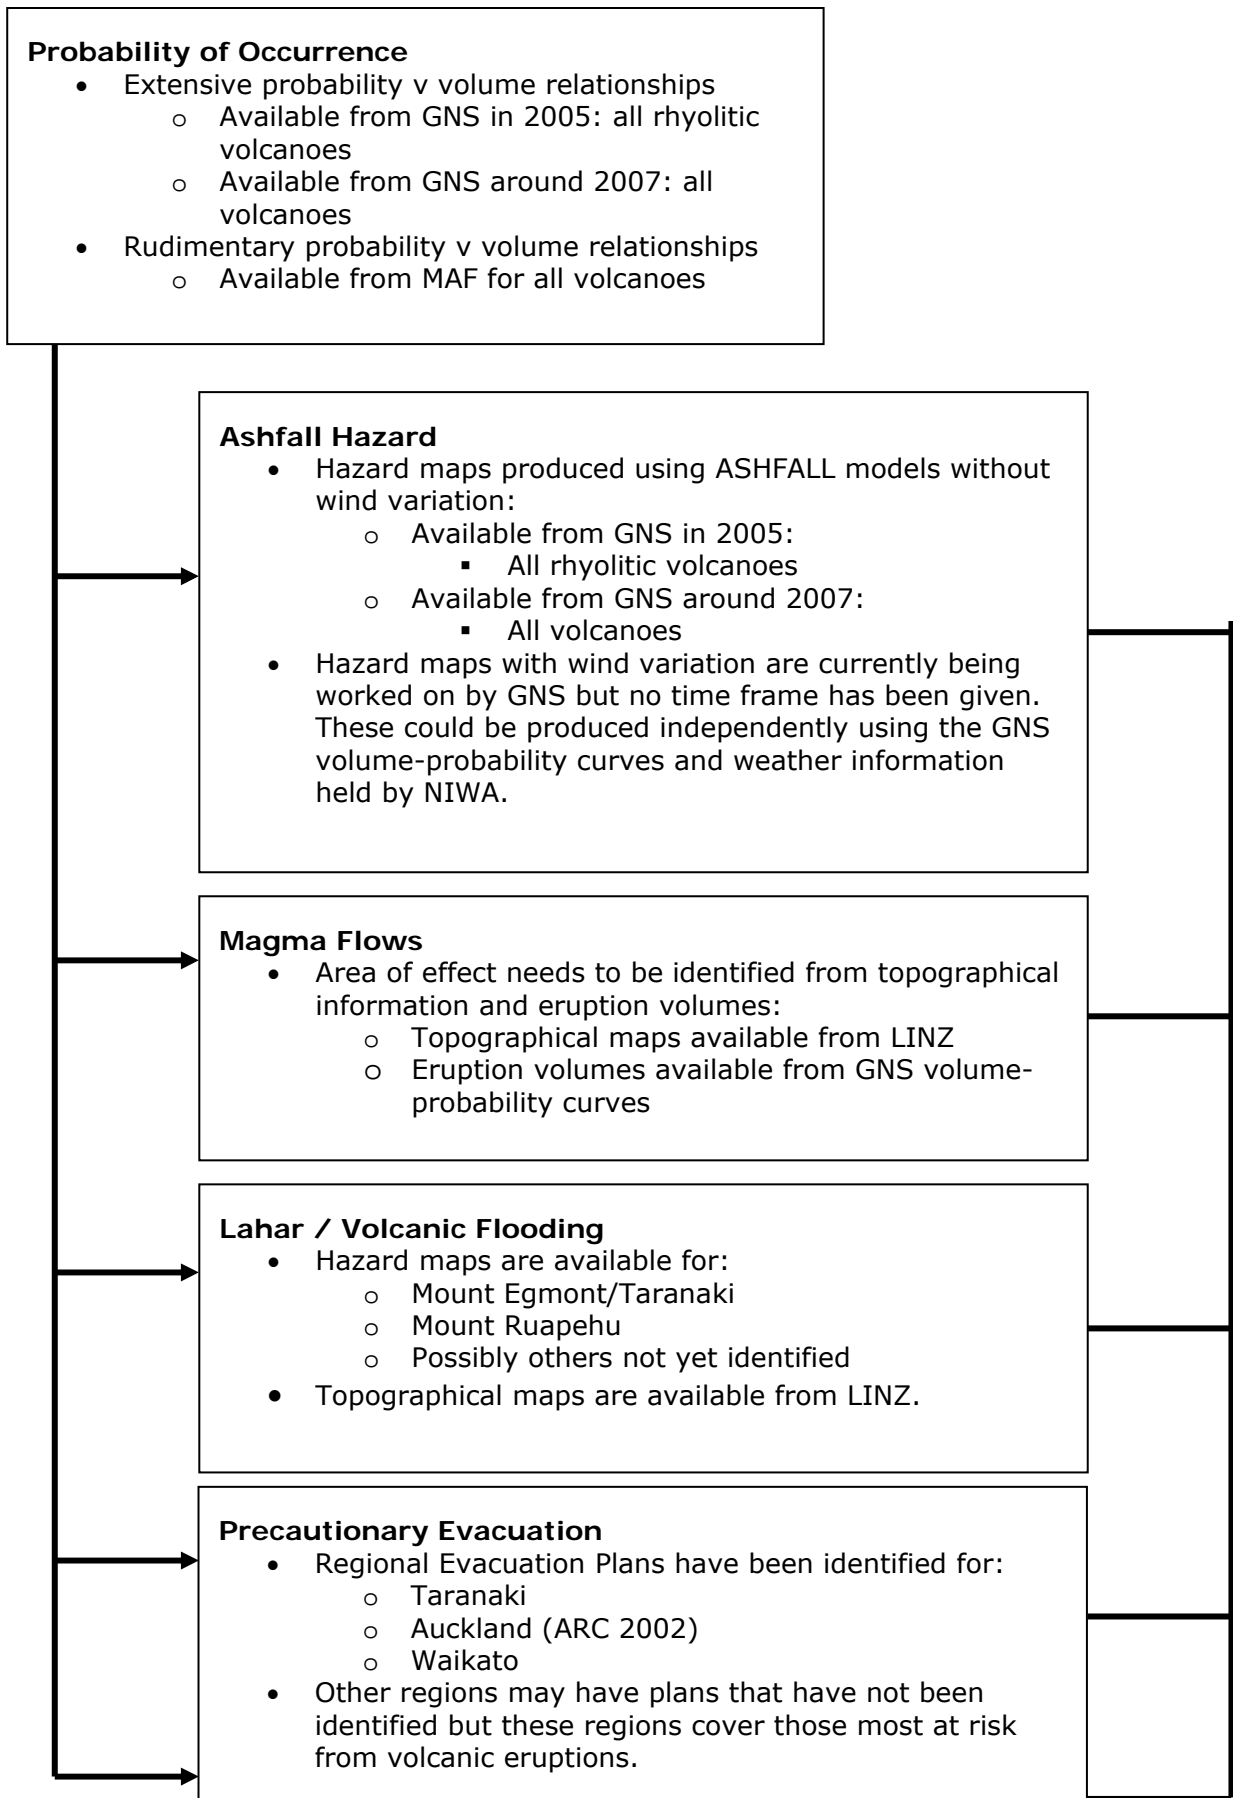 Probability of Occurrence
• Extensive probability v volume relationships
o Available from GNS in 2005: all rhyolitic
volcanoes
o Available from GNS around 2007: all
volcanoes
• Rudimentary probability v volume relationships
o Available from MAF for all volcanoes
Ashfall Hazard
• Hazard maps produced using ASHFALL models without
wind variation:
o Available from GNS in 2005:
▪ All rhyolitic volcanoes
o Available from GNS around 2007:
▪ All volcanoes
• Hazard maps with wind variation are currently being
worked on by GNS but no time frame has been given.
These could be produced independently using the GNS
volume-probability curves and weather information
held by NIWA.
Magma Flows
• Area of effect needs to be identified from topographical
information and eruption volumes:
o Topographical maps available from LINZ
o Eruption volumes available from GNS volume-
probability curves
Lahar / Volcanic Flooding
• Hazard maps are available for:
o Mount Egmont/Taranaki
o Mount Ruapehu
o Possibly others not yet identified
• Topographical maps are available from LINZ.
Precautionary Evacuation
• Regional Evacuation Plans have been identified for:
o Taranaki
o Auckland (ARC 2002)
o Waikato
• Other regions may have plans that have not been
identified but these regions cover those most at risk
from volcanic eruptions.